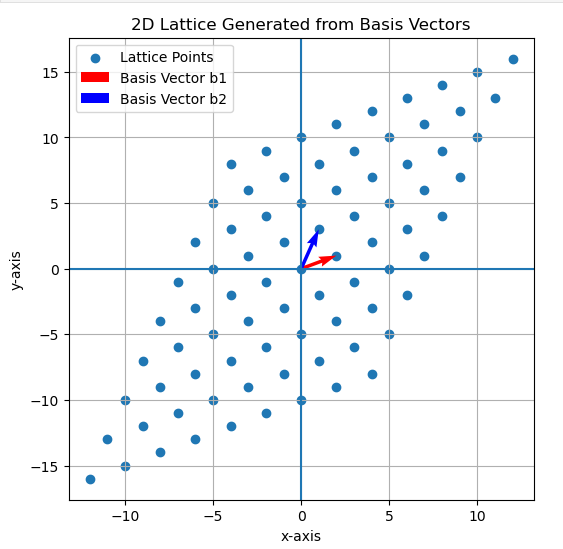 2D Lattice Generated from Basis Vectors
Lattice Points
Basis Vector b1
Basis Vector b2
y-axis
15
10
5
0
−5
−10
−15
−10
−5
0
5
10
x-axis